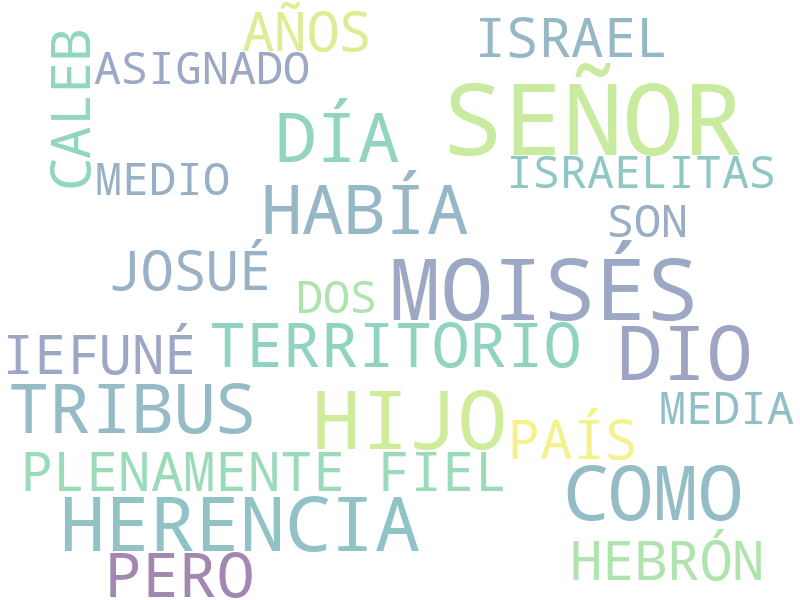 AÑOS
ISRAEL
CALEB
ASIGNADO
SEÑOR
DÍA
MEDIO
ISRAELITAS
HABÍA
SON
JOSUÉ
MOISÉS
DOS
IEFUNÉ
TERRITORIO
DIO
TRIBUS
HIJO
MEDIA
PAÍS
PLENAMENTE FIEL
COMO
HERENCIA
HEBRÓN
PERO